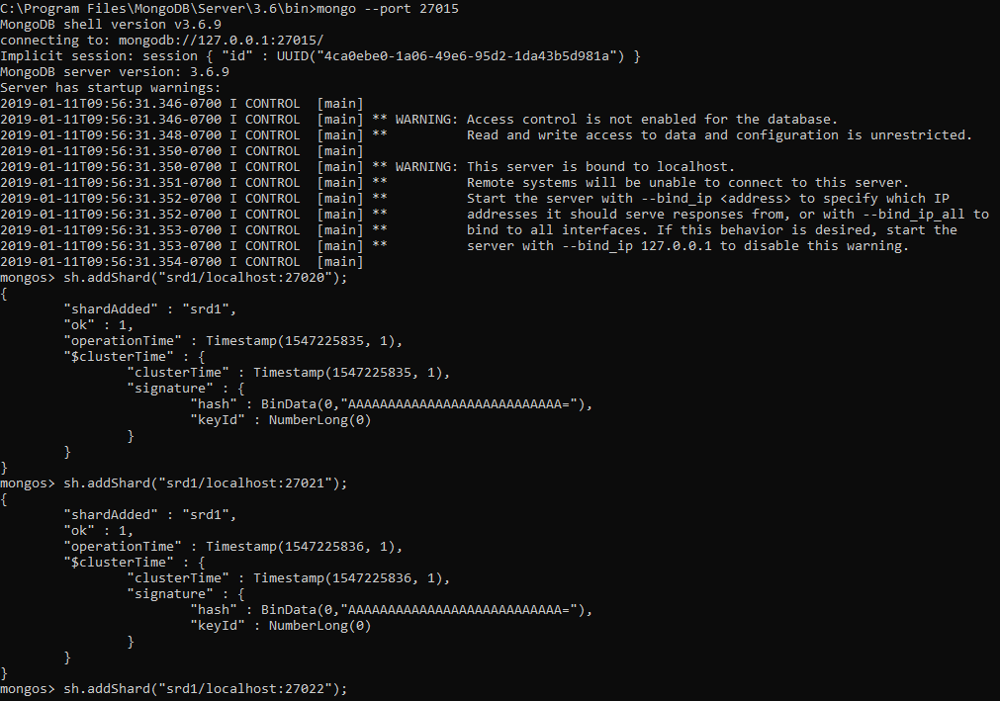 C:\Program Files\MongoDB\Server\3.6\bin>mongo --port 27015
MongoDB shell version v3.6.9
connecting to: mongodb://127.0.0.1:27015/
Implicit session: session { "id" : UUID("4ca0ebe0-1a06-49e6-95d2-1da43b5d981a") }
MongoDB server version: 3.6.9
Server has startup warnings:
2019-01-11T09:56:31.346-0700 I CONTROL  [main]
2019-01-11T09:56:31.346-0700 I CONTROL  [main] ** WARNING: Access control is not enabled for the database.
2019-01-11T09:56:31.348-0700 I CONTROL  [main] **          Read and write access to data and configuration is unrestricted.
2019-01-11T09:56:31.350-0700 I CONTROL  [main]
2019-01-11T09:56:31.350-0700 I CONTROL  [main] ** WARNING: This server is bound to localhost.
2019-01-11T09:56:31.351-0700 I CONTROL  [main] **          Remote systems will be unable to connect to this server.
2019-01-11T09:56:31.352-0700 I CONTROL  [main] **          Start the server with --bind_ip <address> to specify which IP
2019-01-11T09:56:31.352-0700 I CONTROL  [main] **          addresses it should serve responses from, or with --bind_ip_all to
2019-01-11T09:56:31.353-0700 I CONTROL  [main] **          bind to all interfaces. If this behavior is desired, start the
2019-01-11T09:56:31.353-0700 I CONTROL  [main] **          server with --bind_ip 127.0.0.1 to disable this warning.
2019-01-11T09:56:31.354-0700 I CONTROL  [main]
mongos> sh.addShard("srd1/localhost:27020");
{
        "shardAdded" : "srd1",
        "ok" : 1,
        "operationTime" : Timestamp(1547225835, 1),
        "$clusterTime" : {
                "clusterTime" : Timestamp(1547225835, 1),
                "signature" : {
                        "hash" : BinData(0,"AAAAAAAAAAAAAAAAAAAAAAAAAAA="),
                        "keyId" : NumberLong(0)
                }
        }
}
mongos> sh.addShard("srd1/localhost:27021");
{
        "shardAdded" : "srd1",
        "ok" : 1,
        "operationTime" : Timestamp(1547225836, 1),
        "$clusterTime" : {
                "clusterTime" : Timestamp(1547225836, 1),
                "signature" : {
                        "hash" : BinData(0,"AAAAAAAAAAAAAAAAAAAAAAAAAAA="),
                        "keyId" : NumberLong(0)
                }
        }
}
mongos> sh.addShard("srd1/localhost:27022");